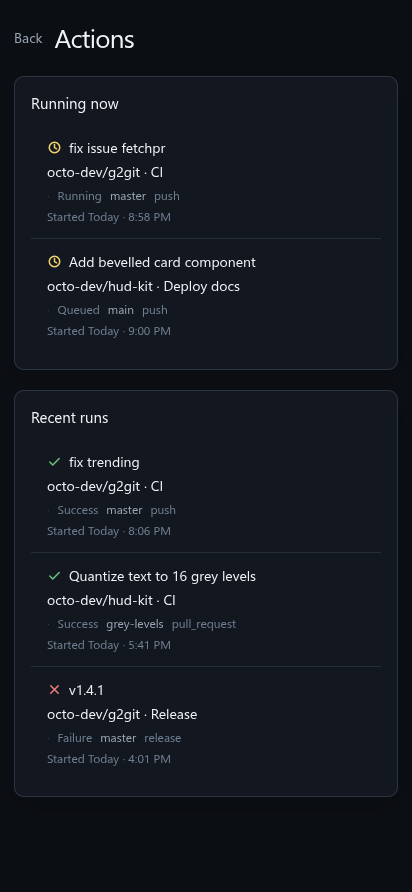 Back Actions
Running now
fix issue fetchpr
octo-dev/g2git · CI
· Running master push
Started Today · 8:58 PM
Add bevelled card component
octo-dev/hud-kit · Deploy docs
· Queued main push
Started Today · 9:00 PM
Recent runs
fix trending
octo-dev/g2git · CI
· Success master push
Started Today · 8:06 PM
Quantize text to 16 grey levels
octo-dev/hud-kit · CI
· Success grey-levels pull_request
Started Today · 5:41 PM
v1.4.1
octo-dev/g2git · Release
· Failure master release
Started Today · 4:01 PM